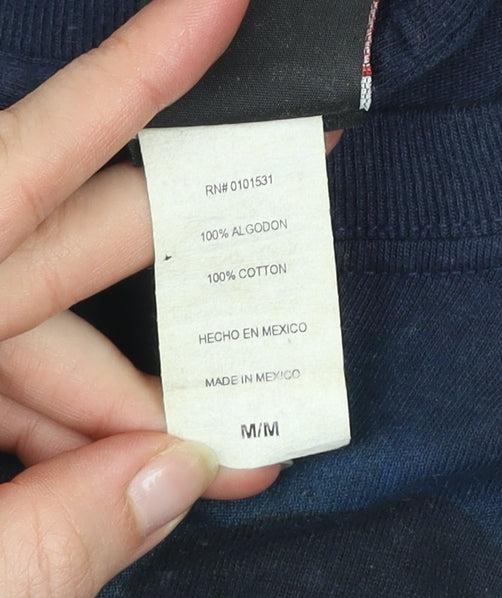 RN# 0101531
100% ALGODON
100% COTTON
HECHO EN MEXICO
MADE IN MEXICO
M/M